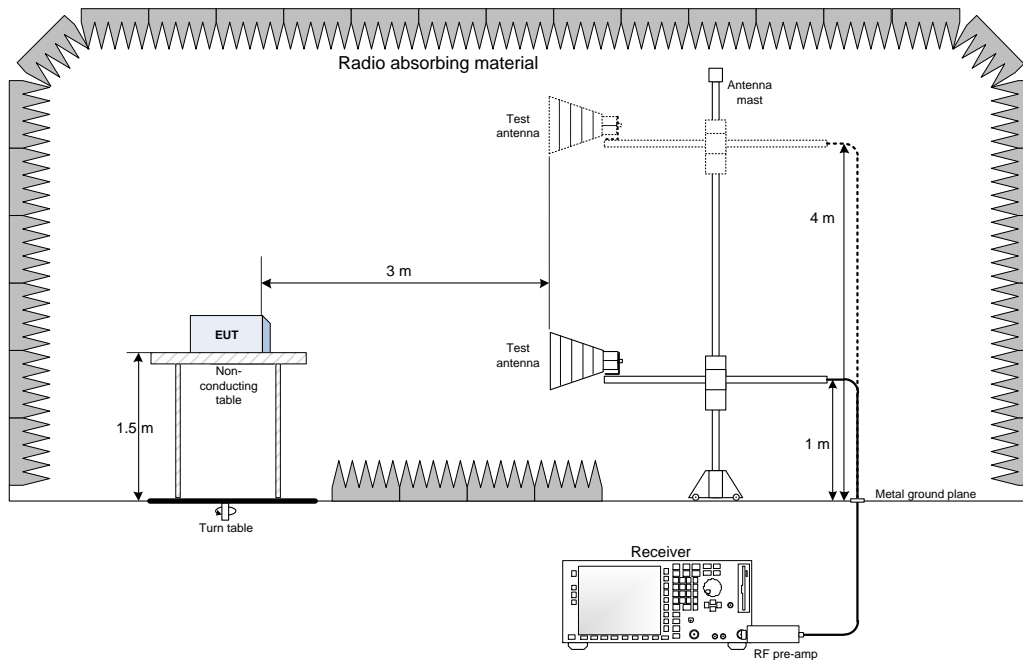 Radio absorbing material
Antenna
mast
Test
antenna
4 m
3 m
EUT
Test
antenna
Non-
conducting
table
1.5 m
1 m
Metal ground plane
Turn table
Receiver
RF pre-amp